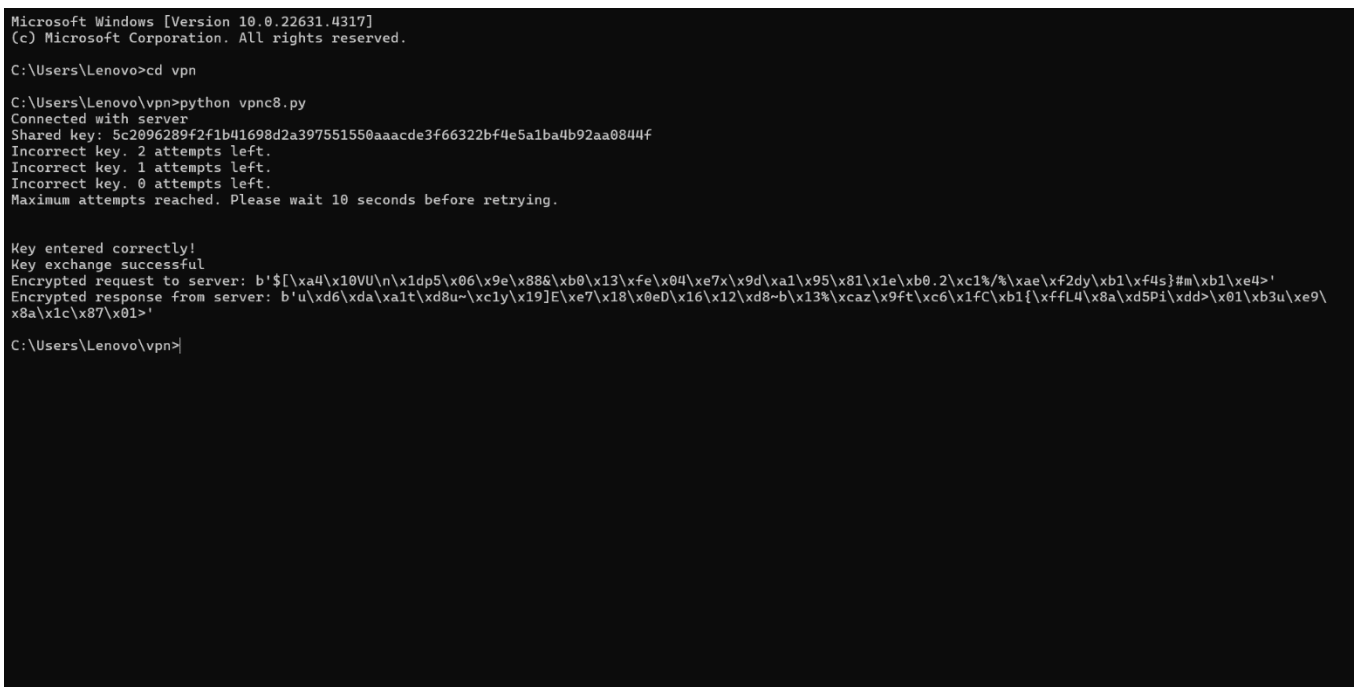 Microsoft Windows [Version 10.0.22631.4317]
(c) Microsoft Corporation. All rights reserved.
C:\Users\Lenovo>cd vpn
C:\Users\Lenovo\vpn>python vpnc8.py
Connected with server
Shared key: 5c2096289f2f1b41698d2a397551550aaacde3f66322bf4e5a1ba4b92aa0844f
Incorrect key. 2 attempts left.
Incorrect key. 1 attempts left.
Incorrect key. 0 attempts left.
Maximum attempts reached. Please wait 10 seconds before retrying.
Key entered correctly!
Key exchange successful
Encrypted request to server: b'$[\xa4\x10VU\n\x1dp5\x06\x9e\x88&\xb0\x13\xfe\x04\xe7x\x9d\xa1\x95\x81\x1e\xb0.2\xc1%/%\xae\xf2dy\xb1\xf4s}#m\xb1\xe4>'
Encrypted response from server: b'u\xd6\xda\xa1t\xd8u~\xc1y\x19]E\xe7\x18\x0eD\x16\x12\xd8~b\x13%\xcaz\x9ft\xc6\x1fC\xb1{\xffL4\x8a\xd5Pi\xdd>\x01\xb3u\xe9\
x8a\x1c\x87\x01>'
C:\Users\Lenovo\vpn>